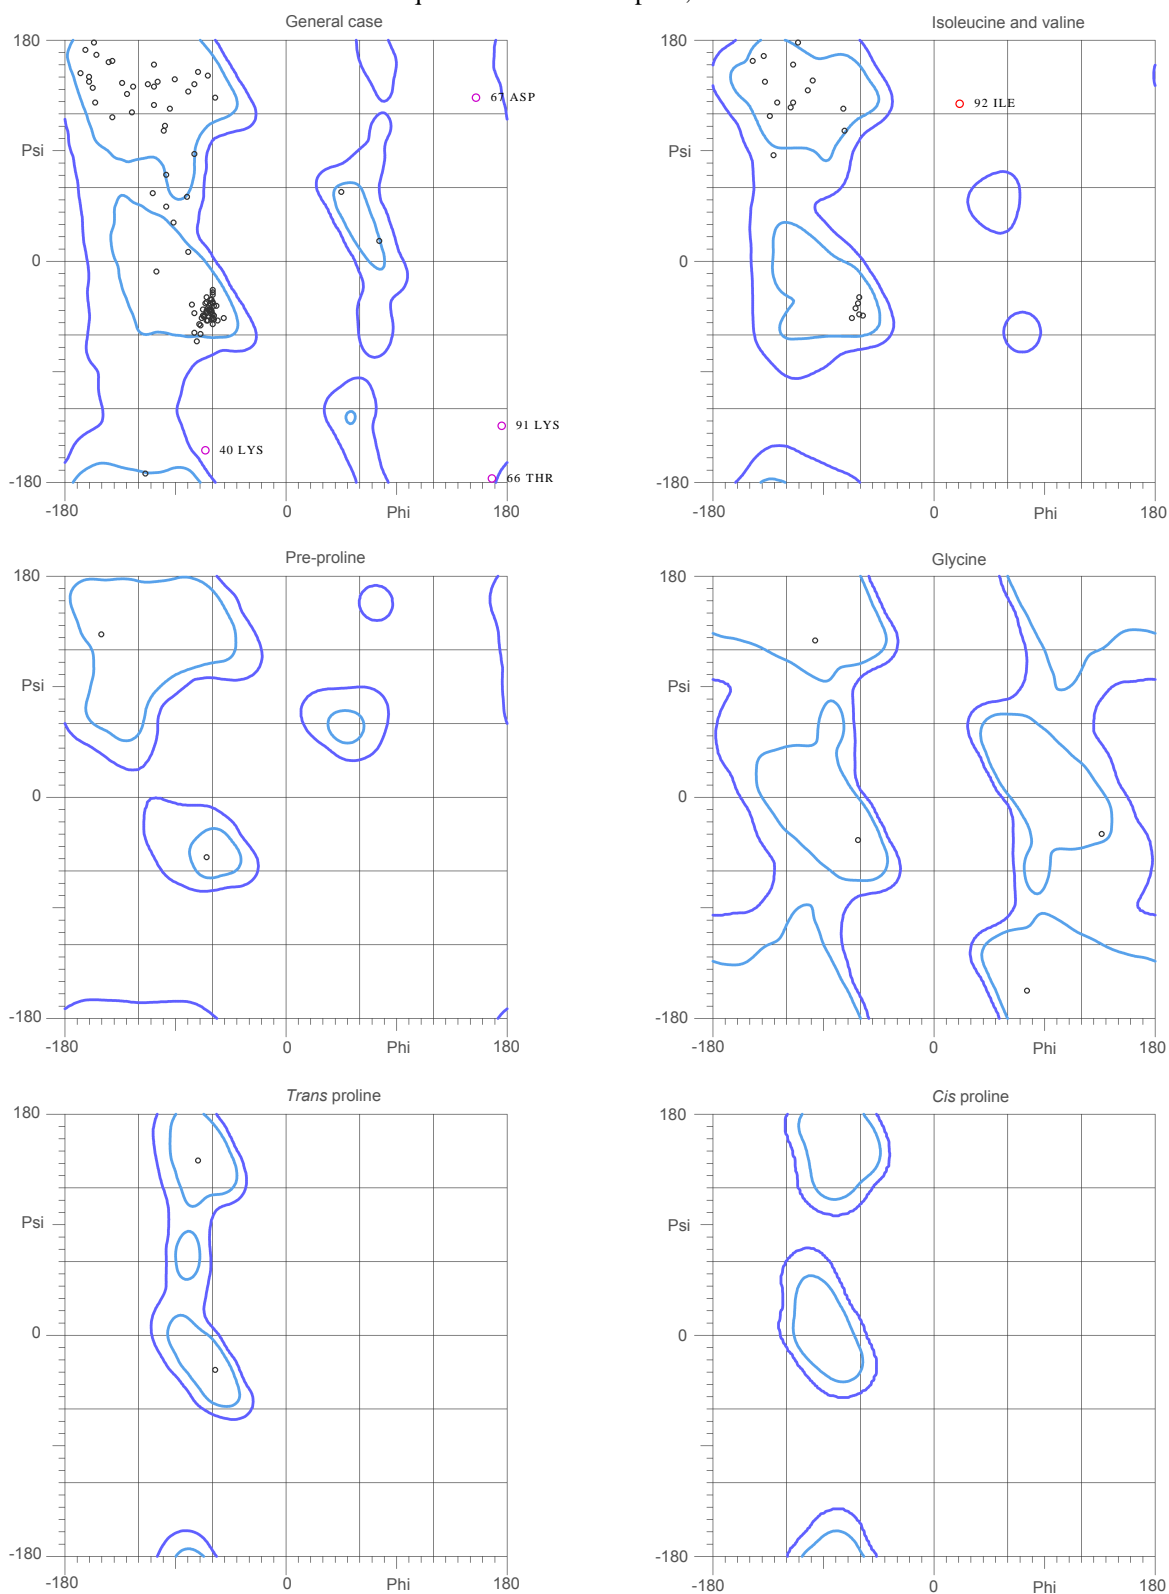 General case
180
Psi
0
-180
-180
0
Phi
180
67 ASP
40 LYS
91 LYS
66 THR
Isoleucine and valine
180
Psi
0
-180
-180
0
Phi
180
92 ILE
Pre-proline
180
Psi
0
-180
-180
0
Phi
180
Glycine
180
Psi
0
-180
-180
0
Phi
180
Trans proline
180
Psi
0
-180
-180
0
Phi
180
Cis proline
180
Psi
0
-180
-180
0
Phi
180